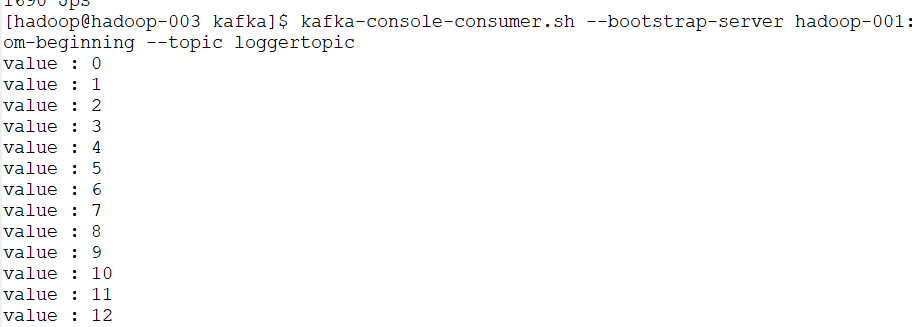 1690 Jps
[hadoop@hadoop-003 kafka]$ kafka-console-consumer.sh --bootstrap-server hadoop-001:
om-beginning --topic loggertopic
value : 0
value : 1
value : 2
value : 3
value : 4
value : 5
value : 6
value : 7
value : 8
value : 9
value : 10
value : 11
value : 12